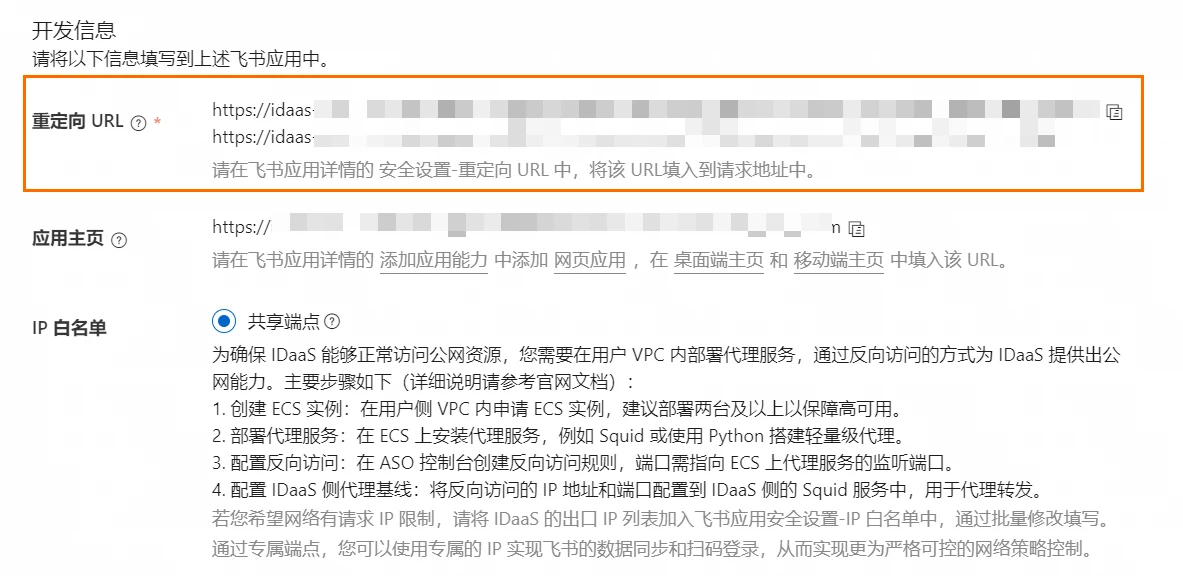 开发信息
请将以下信息填写到上述飞书应用中。
重定向 URL ? *
https://idaas-
https://idaas-
请在飞书应用详情的 安全设置-重定向 URL 中，将该 URL填入到请求地址中。
应用主页 ?
https://
m
请在飞书应用详情的 添加应用能力 中添加 网页应用 ，在 桌面端主页 和 移动端主页 中填入该 URL。
IP 白名单
共享端点 ?
为确保 IDaaS 能够正常访问公网资源，您需要在用户 VPC 内部署代理服务，通过反向访问的方式为 IDaaS 提供出公
网能力。主要步骤如下（详细说明请参考官网文档）：
1. 创建 ECS 实例：在用户侧 VPC 内申请 ECS 实例，建议部署两台及以上以保障高可用。
2. 部署代理服务：在 ECS 上安装代理服务，例如 Squid 或使用 Python 搭建轻量级代理。
3. 配置反向访问：在 ASO 控制台创建反向访问规则，端口需指向 ECS 上代理服务的监听端口。
4. 配置 IDaaS 侧代理基线：将反向访问的 IP 地址和端口配置到 IDaaS 侧的 Squid 服务中，用于代理转发。
若您希望网络有请求 IP 限制，请将 IDaaS 的出口 IP 列表加入飞书应用安全设置-IP 白名单中，通过批量修改填写。
通过专属端点，您可以使用专属的 IP 实现飞书的数据同步和扫码登录，从而实现更为严格可控的网络策略控制。